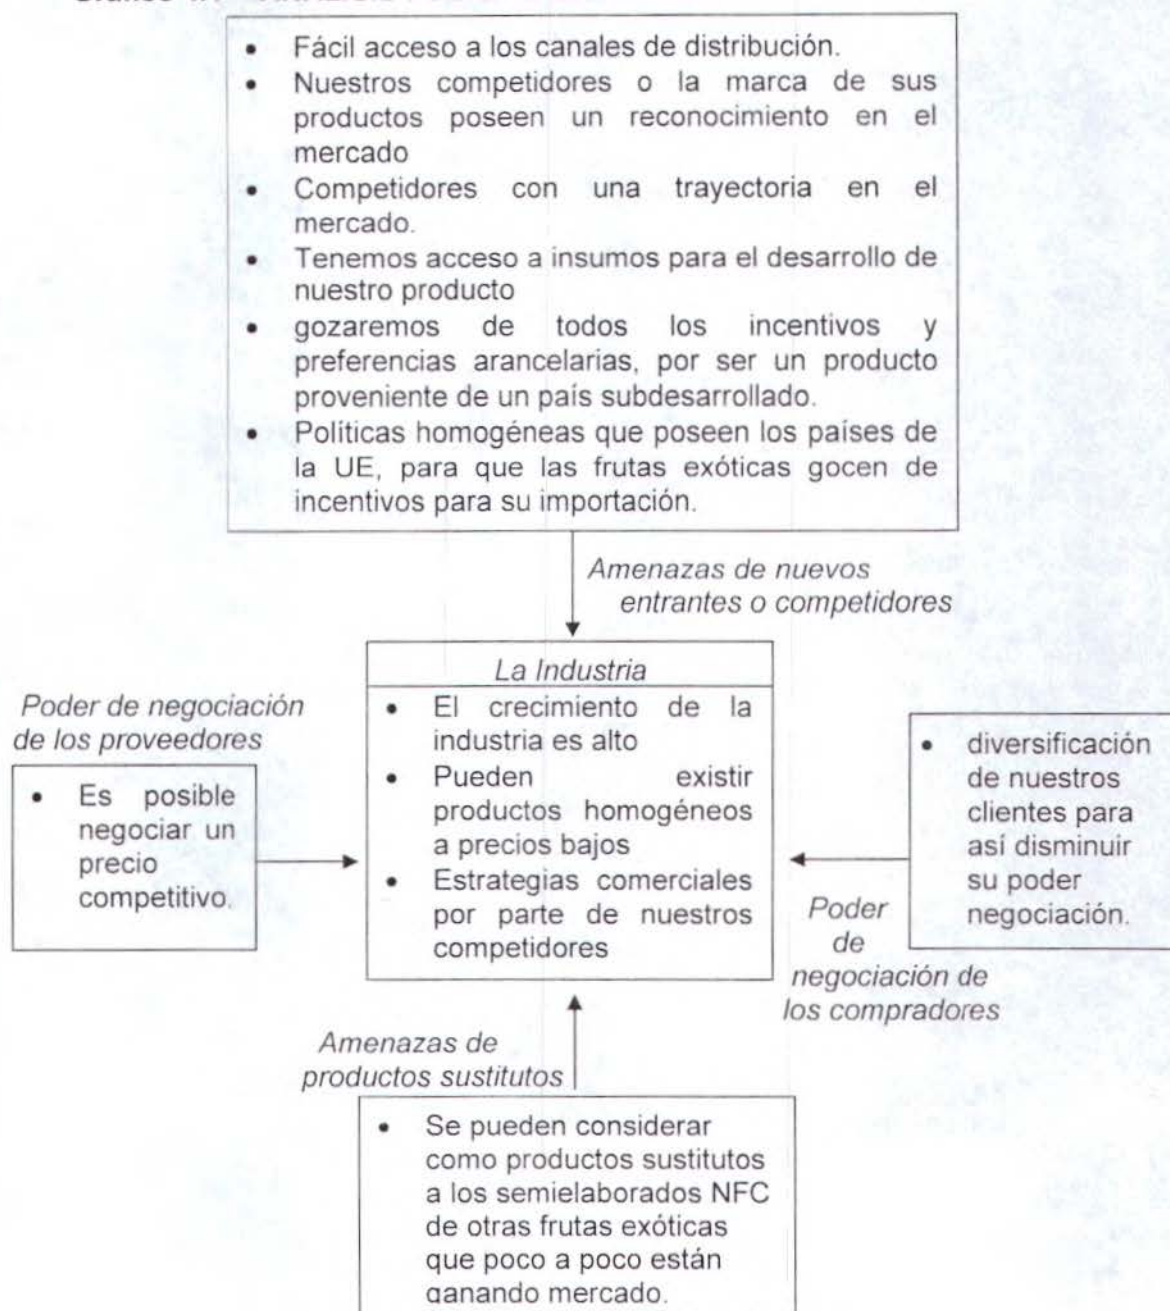 • Fácil acceso a los canales de distribución.
• Nuestros competidores o la marca de sus
productos poseen un reconocimiento en el
mercado
• Competidores con una trayectoria en el
mercado.
• Tenemos acceso a insumos para el desarrollo de
nuestro producto
• gozaremos de todos los incentivos y
preferencias arancelarias, por ser un producto
proveniente de un país subdesarrollado.
• Políticas homogéneas que poseen los países de
la UE, para que las frutas exóticas gocen de
incentivos para su importación.
Amenazas de nuevos
entrantes o competidores
La Industria
• El crecimiento de la
industria es alto
• Pueden existir
productos homogéneos
a precios bajos
• Estrategias comerciales
por parte de nuestros
competidores
Poder de negociación
de los proveedores
• Es posible
negociar un
precio
competitivo.
• diversificación
de nuestros
clientes para
así disminuir
su poder
negociación.
Poder
de
negociación de
los compradores
Amenazas de
productos sustitutos
• Se pueden considerar
como productos sustitutos
a los semielaborados NFC
de otras frutas exóticas
que poco a poco están
ganando mercado.